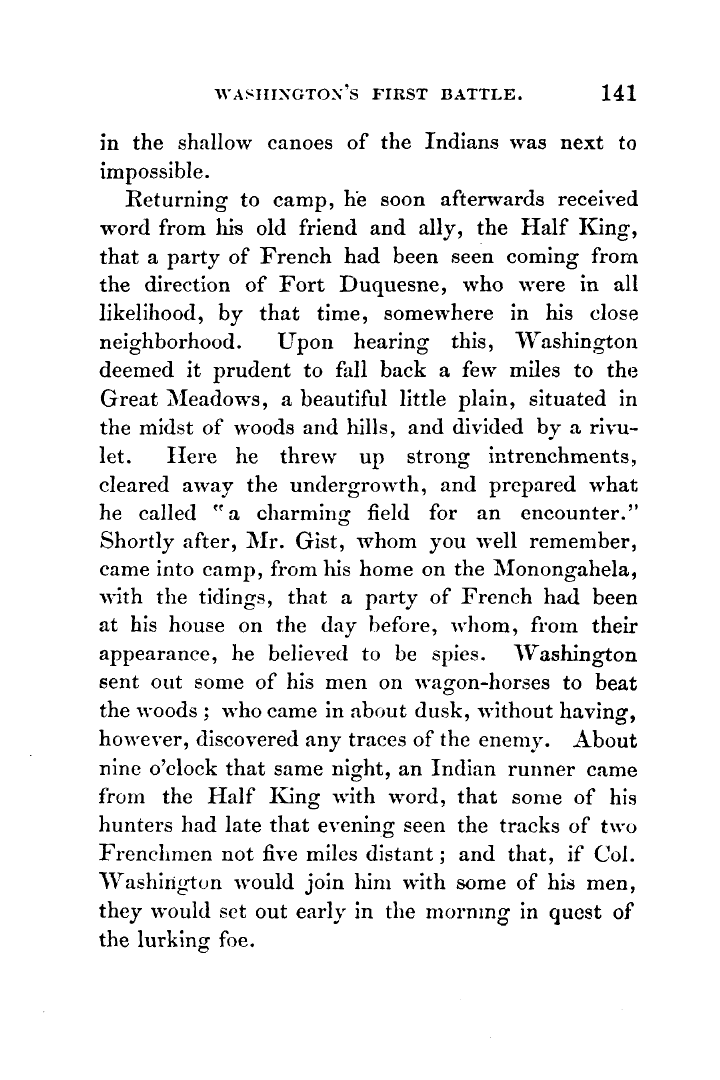 WASHINGTON'S FIRST BATTLE. 141
in the shallow canoes of the Indians was next to
impossible.
Returning to camp, he soon afterwards received
word from his old friend and ally, the Half King,
that a party of French had been seen coming from
the direction of Fort Duquesne, who were in all
likelihood, by that time, somewhere in his close
neighborhood. Upon hearing this, Washington
deemed it prudent to fall back a few miles to the
Great Meadows, a beautiful little plain, situated in
the midst of woods and hills, and divided by a rivu-
let. Here he threw up strong intrenchments,
cleared away the undergrowth, and prepared what
he called "a charming field for an encounter."
Shortly after, Mr. Gist, whom you well remember,
came into camp, from his home on the Monongahela,
with the tidings, that a party of French had been
at his house on the day before, whom, from their
appearance, he believed to be spies. Washington
sent out some of his men on wagon-horses to beat
the woods ; who came in about dusk, without having,
however, discovered any traces of the enemy. About
nine o'clock that same night, an Indian runner came
from the Half King with word, that some of his
hunters had late that evening seen the tracks of two
Frenchmen not five miles distant ; and that, if Col.
Washington would join him with some of his men,
they would set out early in the morning in quest of
the lurking foe.